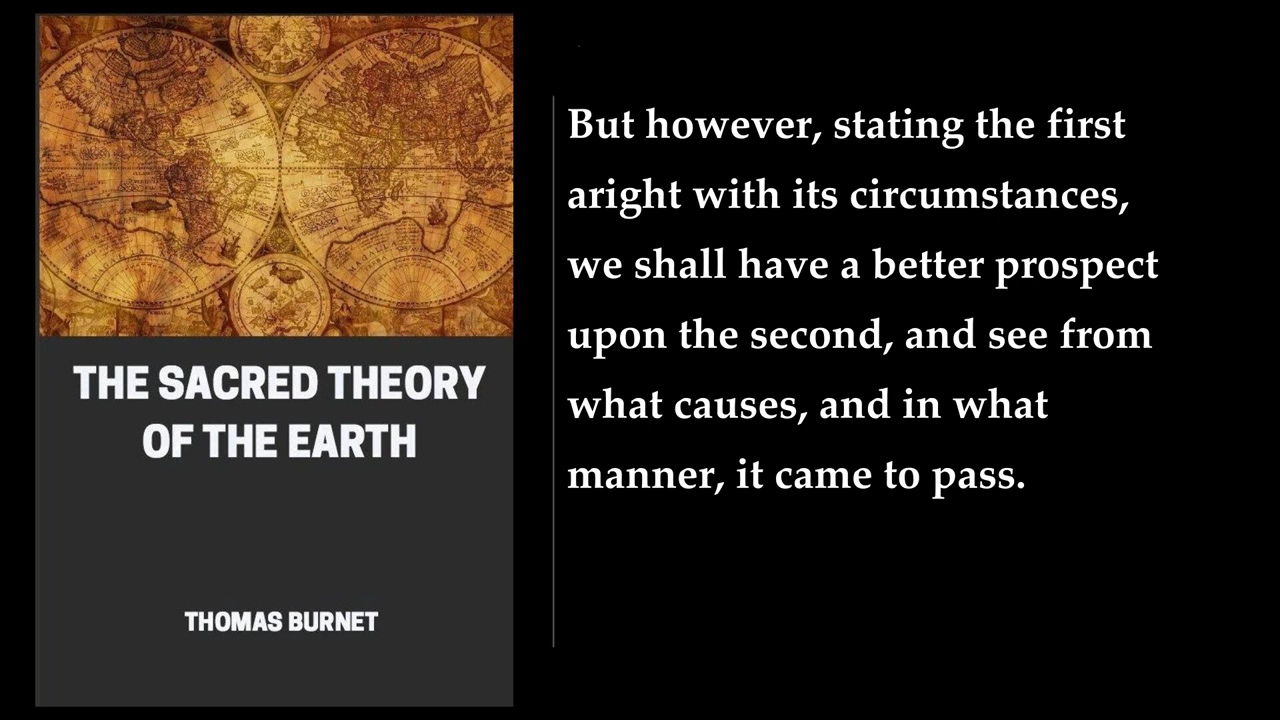 THE SACRED THEORY
OF THE EARTH
THOMAS BURNET
But however, stating the first
aright with its circumstances,
we shall have a better prospect
upon the second, and see from
what causes, and in what
manner, it came to pass.